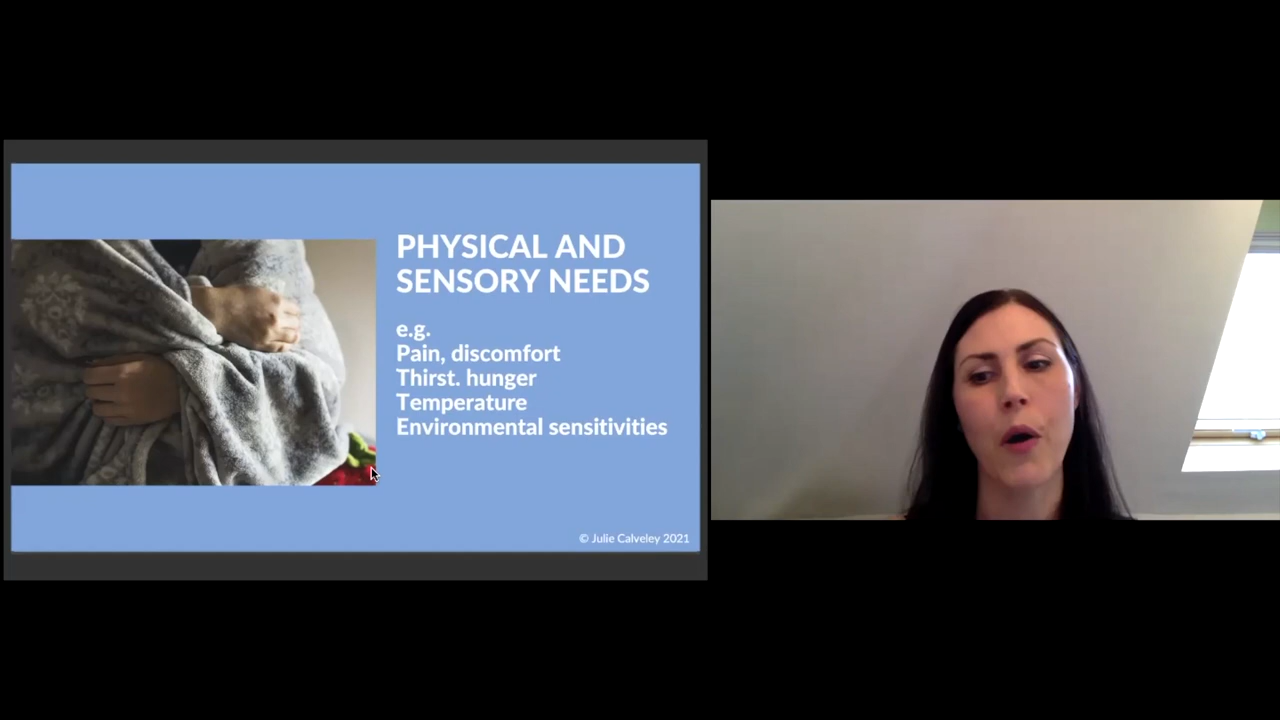 PHYSICAL AND
SENSORY NEEDS
e.g.
Pain, discomfort
Thirst. hunger
Temperature
Environmental sensitivities
© Julie Calveley 2021